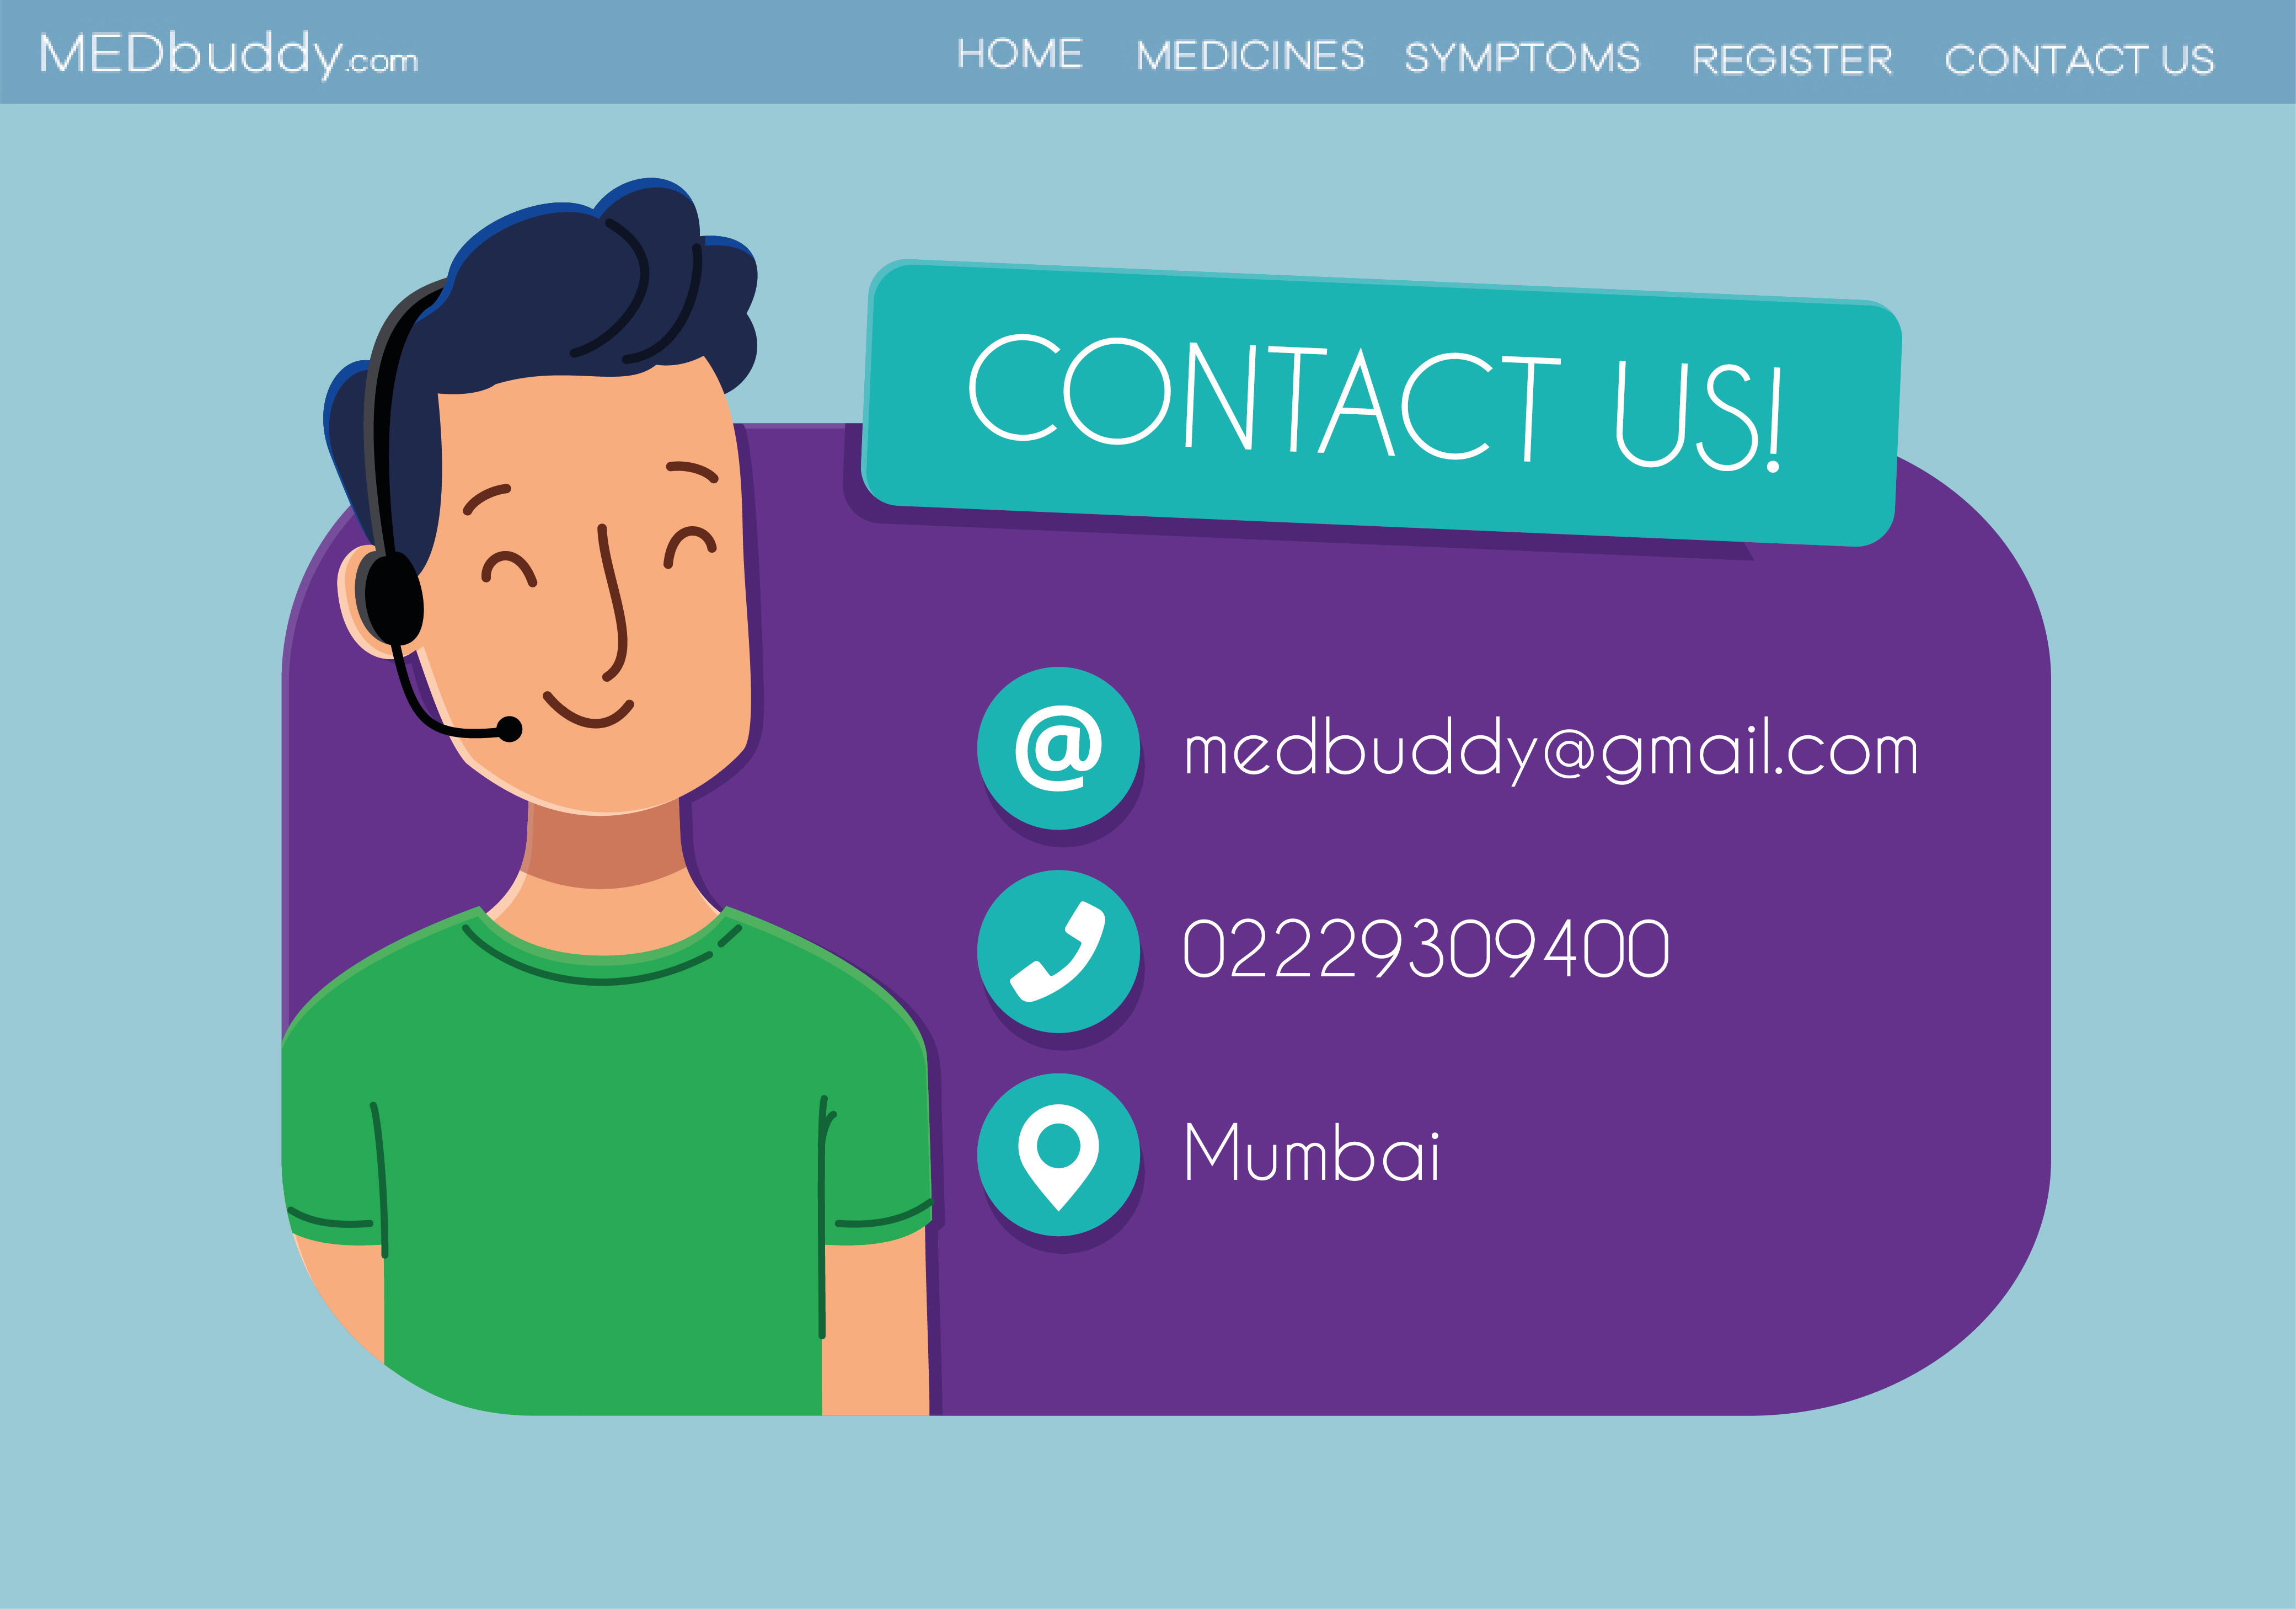 MEDbuddy.com HOME MEDICINES SYMPTOMS REGISTER CONTACT US
CONTACT US!
@ medbuddy@gmail.com
02229309400
Mumbai